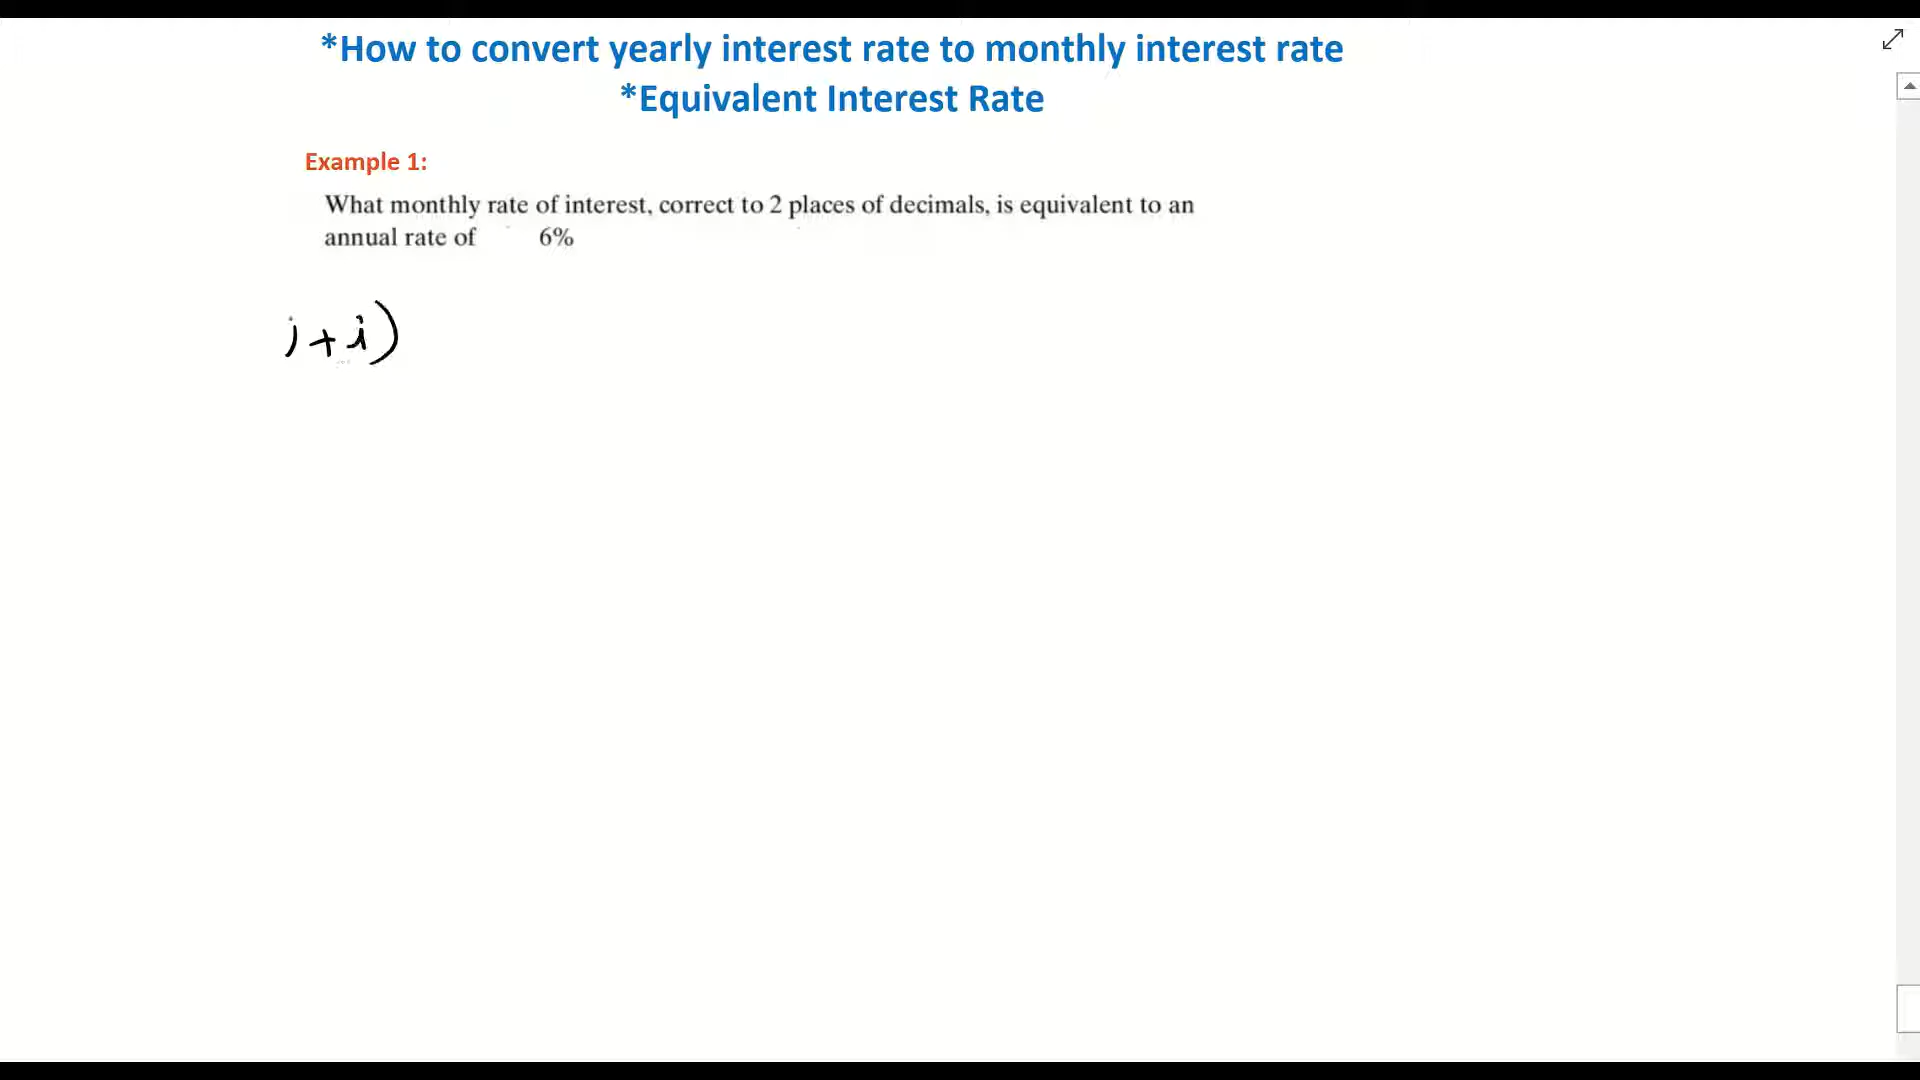 *How to convert yearly interest rate to monthly interest rate
*Equivalent Interest Rate
Example 1:
What monthly rate of interest, correct to 2 places of decimals, is equivalent to an
annual rate of 6%
i+i)